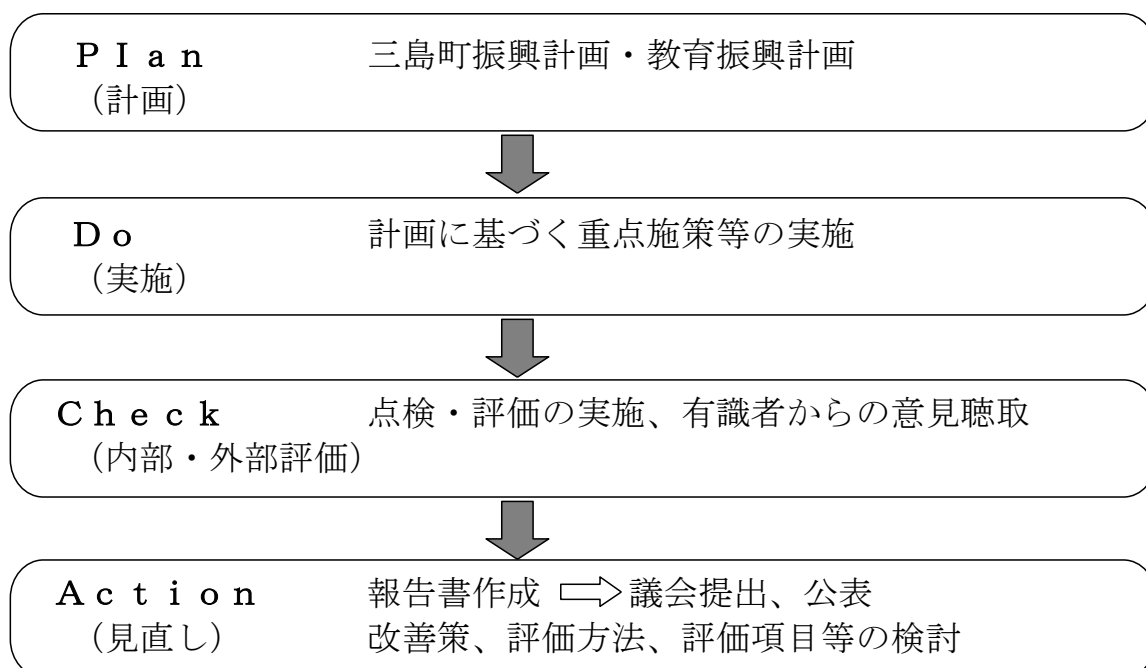 Ｐｌａｎ 三島町振興計画・教育振興計画
（計画）
Ｄｏ 計画に基づく重点施策等の実施
（実施）
Ｃｈｅｃｋ 点検・評価の実施、有識者からの意見聴取
（内部・外部評価）
Ａｃｔｉｏｎ 報告書作成 ⇨議会提出、公表
（見直し） 改善策、評価方法、評価項目等の検討